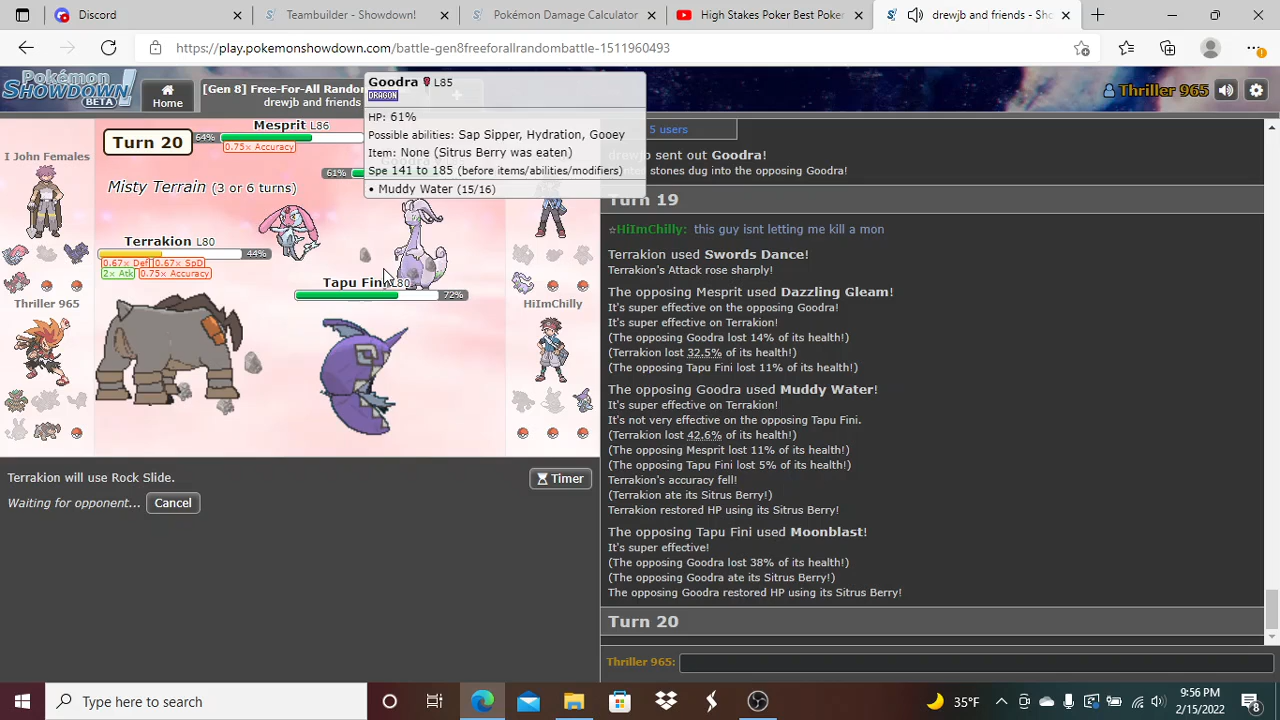 Discord
Teambuilder - Showdown!
Pokémon Damage Calculator
High Stakes Poker Best Poker
drewjb and friends - Sho
https://play.pokemonshowdown.com/battle-gen8freeforallrandombattle-1511960493
Pokémon
SHOWDOWN!
BETA
Home
[Gen 8] Free-For-All Rando
drewjb and friends
Thriller 965
Goodra L85
DRAGON
HP: 61%
Possible abilities: Sap Sipper, Hydration, Gooey
Item: None (Sitrus Berry was eaten)
Spe 141 to 185 (before items/abilities/modifiers)
• Muddy Water (15/16)
Turn 20
64%
Mesprit L86
0.75x Accuracy
61%
I John Females
Misty Terrain (3 or 6 turns)
Terrakion L80
44%
0.67x Def 0.67x SpD
2x Atk 0.75x Accuracy
Tapu Fini L80
72%
Thriller 965
HiImChilly
Terrakion will use Rock Slide.
Waiting for opponent...
Cancel
Timer
5 users
drewjb sent out Goodra!
stones dug into the opposing Goodra!
Turn 19
☆HiImChilly: this guy isnt letting me kill a mon
Terrakion used Swords Dance!
Terrakion's Attack rose sharply!
The opposing Mesprit used Dazzling Gleam!
It's super effective on the opposing Goodra!
It's super effective on Terrakion!
(The opposing Goodra lost 14% of its health!)
(Terrakion lost 32.5% of its health!)
(The opposing Tapu Fini lost 11% of its health!)
The opposing Goodra used Muddy Water!
It's super effective on Terrakion!
It's not very effective on the opposing Tapu Fini.
(Terrakion lost 42.6% of its health!)
(The opposing Mesprit lost 11% of its health!)
(The opposing Tapu Fini lost 5% of its health!)
Terrakion's accuracy fell!
(Terrakion ate its Sitrus Berry!)
Terrakion restored HP using its Sitrus Berry!
The opposing Tapu Fini used Moonblast!
It's super effective!
(The opposing Goodra lost 38% of its health!)
(The opposing Goodra ate its Sitrus Berry!)
The opposing Goodra restored HP using its Sitrus Berry!
Turn 20
Thriller 965:
Type here to search
35°F
9:56 PM
2/15/2022
8